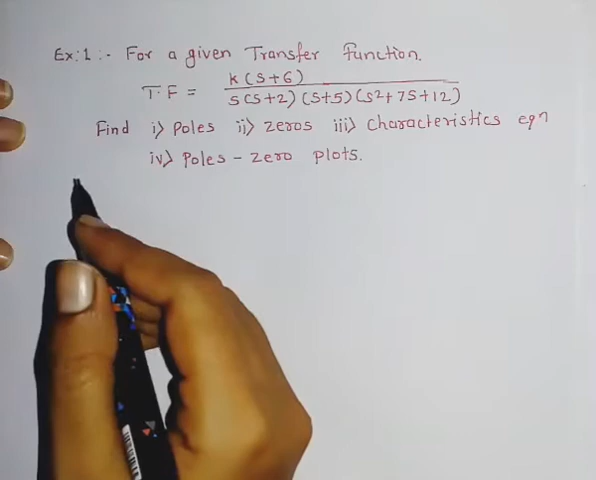 Ex:1:- For a given Transfer function.
T.F = K(S+6) / S(S+2)(S+5)(S²+7S+12)
Find i) Poles ii) zeros iii) characteristics eqn
iv) Poles - zero plots.